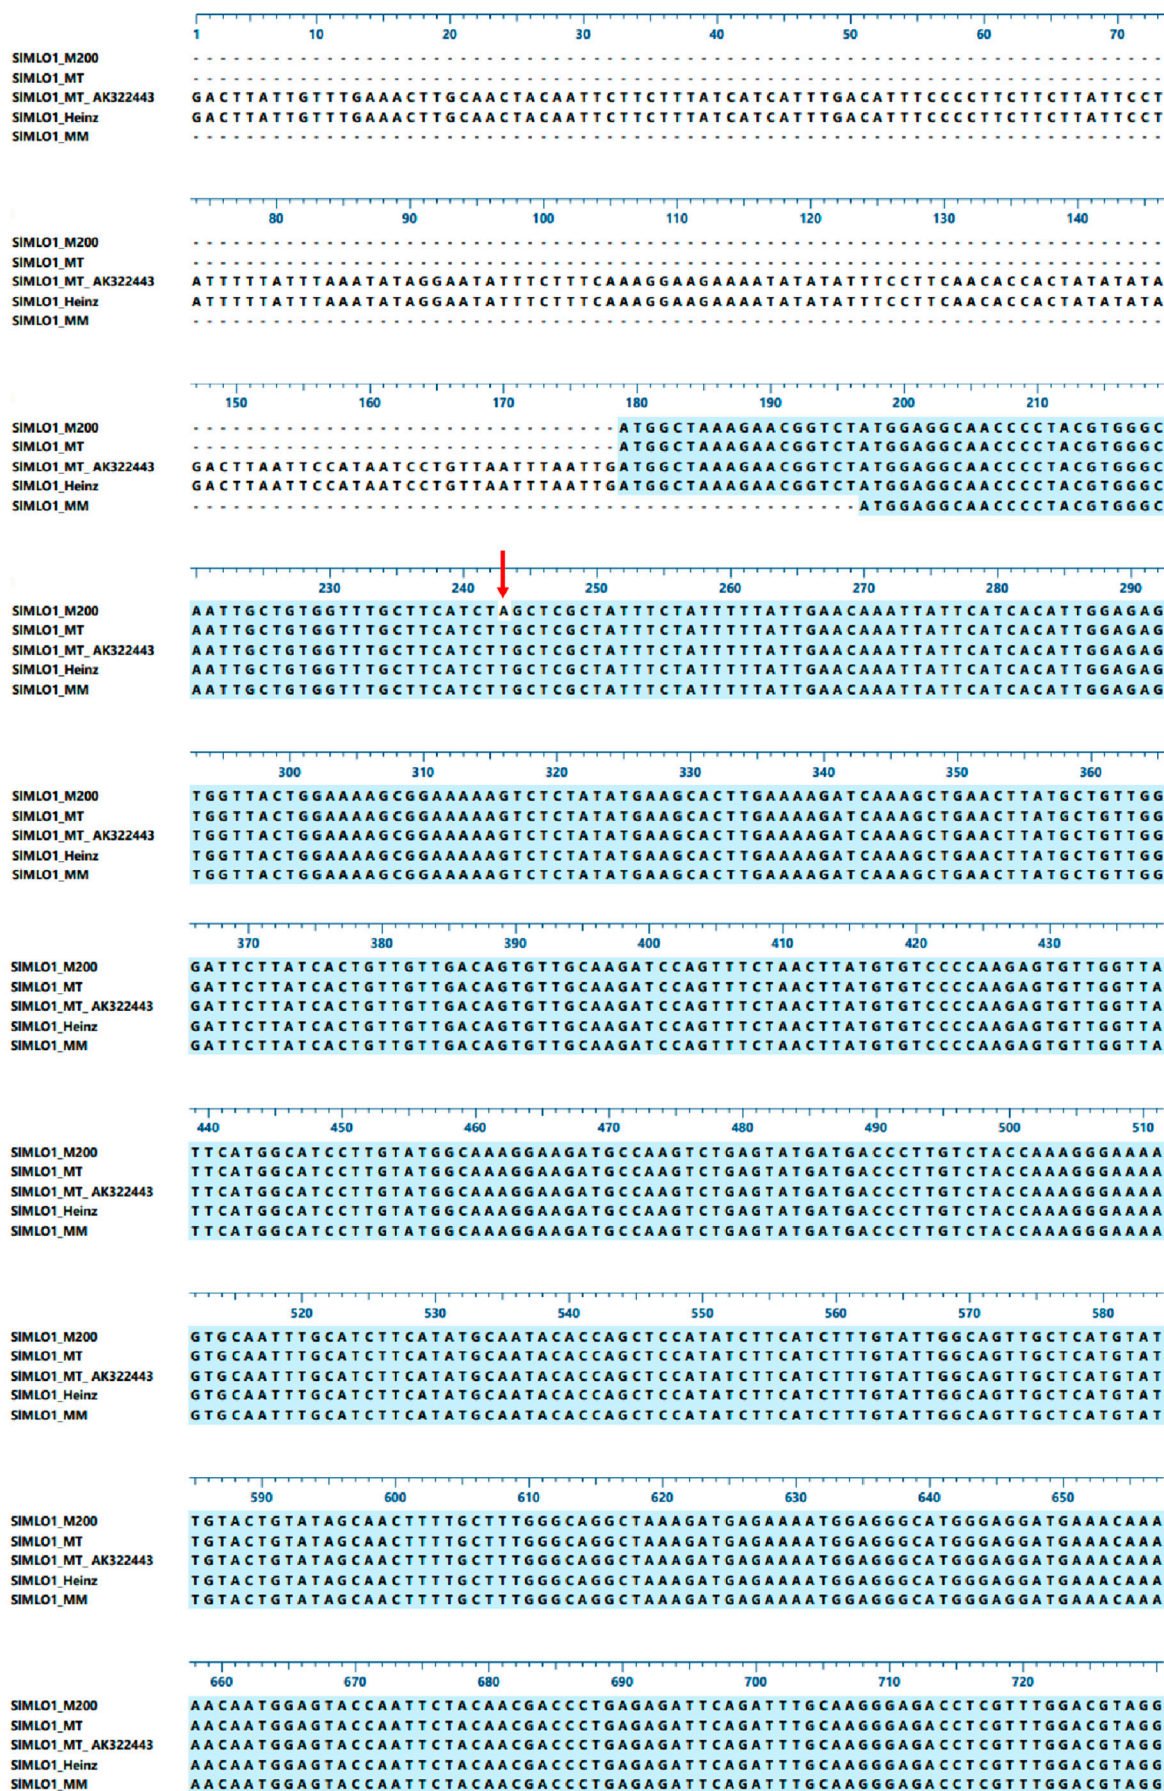 1 10 20 30 40 50 60 70
SlMLO1_M200 -------------------------------------------------------------------------
SlMLO1_MT -------------------------------------------------------------------------
SlMLO1_MT_AK322443 GACTTATTGTTTGAAACTTGCAACTACAATTCTTCTTTATCATCATTTGACATTTCCCCTTCTTCTTATTCCT
SlMLO1_Heinz GACTTATTGTTTGAAACTTGCAACTACAATTCTTCTTTATCATCATTTGACATTTCCCCTTCTTCTTATTCCT
SlMLO1_MM -------------------------------------------------------------------------
80 90 100 110 120 130 140
SlMLO1_M200 -------------------------------------------------------------------------
SlMLO1_MT -------------------------------------------------------------------------
SlMLO1_MT_AK322443 ATTTTTATTTAAATATAGGAATATTTCTTTCAAAGGAAGAAAATATATATTTCCTTCAACACCACTATATATA
SlMLO1_Heinz ATTTTTATTTAAATATAGGAATATTTCTTTCAAAGGAAGAAAATATATATTTCCTTCAACACCACTATATATA
SlMLO1_MM -------------------------------------------------------------------------
150 160 170 180 190 200 210
SlMLO1_M200 --------------------------------ATGGCTAAAGAACGGTCTATGGAGGCAACCCCTACGTGGGC
SlMLO1_MT --------------------------------ATGGCTAAAGAACGGTCTATGGAGGCAACCCCTACGTGGGC
SlMLO1_MT_AK322443 GACTTAATTCCATAATCCTGTTAATTTAATTGATGGCTAAAGAACGGTCTATGGAGGCAACCCCTACGTGGGC
SlMLO1_Heinz GACTTAATTCCATAATCCTGTTAATTTAATTGATGGCTAAAGAACGGTCTATGGAGGCAACCCCTACGTGGGC
SlMLO1_MM --------------------------------------------------ATGGAGGCAACCCCTACGTGGGC
230 240 250 260 270 280 290
SlMLO1_M200 AATTGCTGTGGTTTGCTTCATCTAGCTCGCTATTTCTATTTTTATTGAACAAATTATTCATCACATTGGAGAG
SlMLO1_MT AATTGCTGTGGTTTGCTTCATCTTGCTCGCTATTTCTATTTTTATTGAACAAATTATTCATCACATTGGAGAG
SlMLO1_MT_AK322443 AATTGCTGTGGTTTGCTTCATCTTGCTCGCTATTTCTATTTTTATTGAACAAATTATTCATCACATTGGAGAG
SlMLO1_Heinz AATTGCTGTGGTTTGCTTCATCTTGCTCGCTATTTCTATTTTTATTGAACAAATTATTCATCACATTGGAGAG
SlMLO1_MM AATTGCTGTGGTTTGCTTCATCTTGCTCGCTATTTCTATTTTTATTGAACAAATTATTCATCACATTGGAGAG
300 310 320 330 340 350 360
SlMLO1_M200 TGGTTACTGGAAAAGCGGAAAAAGTCTCTATATGAAGCACTTGAAAAGATCAAAGCTGAACTTATGCTGTTGG
SlMLO1_MT TGGTTACTGGAAAAGCGGAAAAAGTCTCTATATGAAGCACTTGAAAAGATCAAAGCTGAACTTATGCTGTTGG
SlMLO1_MT_AK322443 TGGTTACTGGAAAAGCGGAAAAAGTCTCTATATGAAGCACTTGAAAAGATCAAAGCTGAACTTATGCTGTTGG
SlMLO1_Heinz TGGTTACTGGAAAAGCGGAAAAAGTCTCTATATGAAGCACTTGAAAAGATCAAAGCTGAACTTATGCTGTTGG
SlMLO1_MM TGGTTACTGGAAAAGCGGAAAAAGTCTCTATATGAAGCACTTGAAAAGATCAAAGCTGAACTTATGCTGTTGG
370 380 390 400 410 420 430
SlMLO1_M200 GATTCTTATCACTGTTGTTGACAGTGTTGCAAGATCCAGTTTCTAACTTATGTGTCCCCAAGAGTGTTGGTTA
SlMLO1_MT GATTCTTATCACTGTTGTTGACAGTGTTGCAAGATCCAGTTTCTAACTTATGTGTCCCCAAGAGTGTTGGTTA
SlMLO1_MT_AK322443 GATTCTTATCACTGTTGTTGACAGTGTTGCAAGATCCAGTTTCTAACTTATGTGTCCCCAAGAGTGTTGGTTA
SlMLO1_Heinz GATTCTTATCACTGTTGTTGACAGTGTTGCAAGATCCAGTTTCTAACTTATGTGTCCCCAAGAGTGTTGGTTA
SlMLO1_MM GATTCTTATCACTGTTGTTGACAGTGTTGCAAGATCCAGTTTCTAACTTATGTGTCCCCAAGAGTGTTGGTTA
440 450 460 470 480 490 500 510
SlMLO1_M200 TTCATGGCATCCTTGTATGGCAAAGGAAGATGCCAAGTCTGAGTATGATGACCCTTGTCTACCAAAGGGAAAA
SlMLO1_MT TTCATGGCATCCTTGTATGGCAAAGGAAGATGCCAAGTCTGAGTATGATGACCCTTGTCTACCAAAGGGAAAA
SlMLO1_MT_AK322443 TTCATGGCATCCTTGTATGGCAAAGGAAGATGCCAAGTCTGAGTATGATGACCCTTGTCTACCAAAGGGAAAA
SlMLO1_Heinz TTCATGGCATCCTTGTATGGCAAAGGAAGATGCCAAGTCTGAGTATGATGACCCTTGTCTACCAAAGGGAAAA
SlMLO1_MM TTCATGGCATCCTTGTATGGCAAAGGAAGATGCCAAGTCTGAGTATGATGACCCTTGTCTACCAAAGGGAAAA
520 530 540 550 560 570 580
SlMLO1_M200 GTGCAATTTGCATCTTCATATGCAATACACCAGCTCCATATCTTCATCTTTGTATTGGCAGTTGCTCATGTAT
SlMLO1_MT GTGCAATTTGCATCTTCATATGCAATACACCAGCTCCATATCTTCATCTTTGTATTGGCAGTTGCTCATGTAT
SlMLO1_MT_AK322443 GTGCAATTTGCATCTTCATATGCAATACACCAGCTCCATATCTTCATCTTTGTATTGGCAGTTGCTCATGTAT
SlMLO1_Heinz GTGCAATTTGCATCTTCATATGCAATACACCAGCTCCATATCTTCATCTTTGTATTGGCAGTTGCTCATGTAT
SlMLO1_MM GTGCAATTTGCATCTTCATATGCAATACACCAGCTCCATATCTTCATCTTTGTATTGGCAGTTGCTCATGTAT
590 600 610 620 630 640 650
SlMLO1_M200 TGTACTGTATAGCAACTTTTGCTTTGGGCAGGCTAAAGATGAGAAAATGGAGGGCATGGGAGGATGAAACAAA
SlMLO1_MT TGTACTGTATAGCAACTTTTGCTTTGGGCAGGCTAAAGATGAGAAAATGGAGGGCATGGGAGGATGAAACAAA
SlMLO1_MT_AK322443 TGTACTGTATAGCAACTTTTGCTTTGGGCAGGCTAAAGATGAGAAAATGGAGGGCATGGGAGGATGAAACAAA
SlMLO1_Heinz TGTACTGTATAGCAACTTTTGCTTTGGGCAGGCTAAAGATGAGAAAATGGAGGGCATGGGAGGATGAAACAAA
SlMLO1_MM TGTACTGTATAGCAACTTTTGCTTTGGGCAGGCTAAAGATGAGAAAATGGAGGGCATGGGAGGATGAAACAAA
660 670 680 690 700 710 720
SlMLO1_M200 AACAATGGAGTACCAATTCTACAACGACCCTGAGAGATTCAGATTTGCAAGGGAGACCTCGTTTGGACGTAGG
SlMLO1_MT AACAATGGAGTACCAATTCTACAACGACCCTGAGAGATTCAGATTTGCAAGGGAGACCTCGTTTGGACGTAGG
SlMLO1_MT_AK322443 AACAATGGAGTACCAATTCTACAACGACCCTGAGAGATTCAGATTTGCAAGGGAGACCTCGTTTGGACGTAGG
SlMLO1_Heinz AACAATGGAGTACCAATTCTACAACGACCCTGAGAGATTCAGATTTGCAAGGGAGACCTCGTTTGGACGTAGG
SlMLO1_MM AACAATGGAGTACCAATTCTACAACGACCCTGAGAGATTCAGATTTGCAAGGGAGACCTCGTTTGGACGTAGG